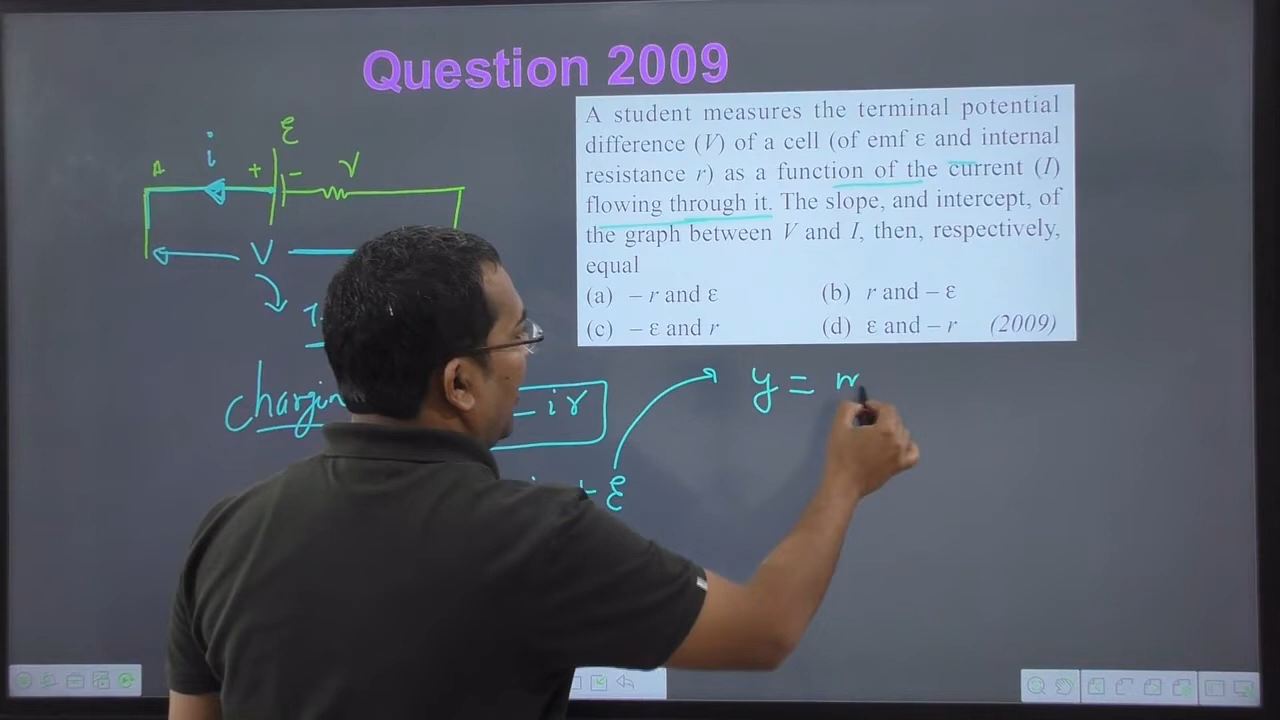 Question 2009
A student measures the terminal potential
difference (V) of a cell (of emf ε and internal
resistance r) as a function of the current (I)
flowing through it. The slope, and intercept, of
the graph between V and I, then, respectively,
equal
(a) – r and ε (b) r and – ε
(c) – ε and r (d) ε and – r (2009)
ε
i
A + - r
V
charging
- i r
+ ε
y = m